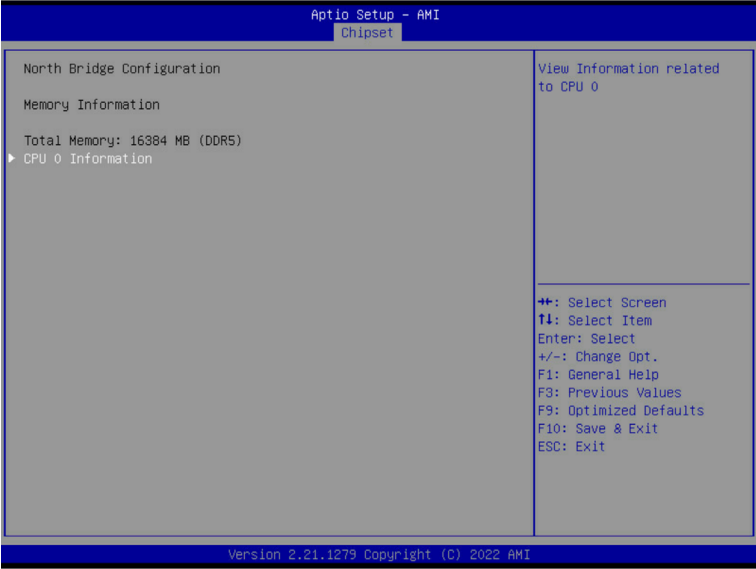 Aptio Setup - AMI
Chipset
North Bridge Configuration
Memory Information
Total Memory: 16384 MB (DDR5)
CPU 0 Information
View Information related
to CPU 0
→←: Select Screen
↑↓: Select Item
Enter: Select
+/-: Change Opt.
F1: General Help
F3: Previous Values
F9: Optimized Defaults
F10: Save & Exit
ESC: Exit
Version 2.21.1279 Copyright (C) 2022 AMI